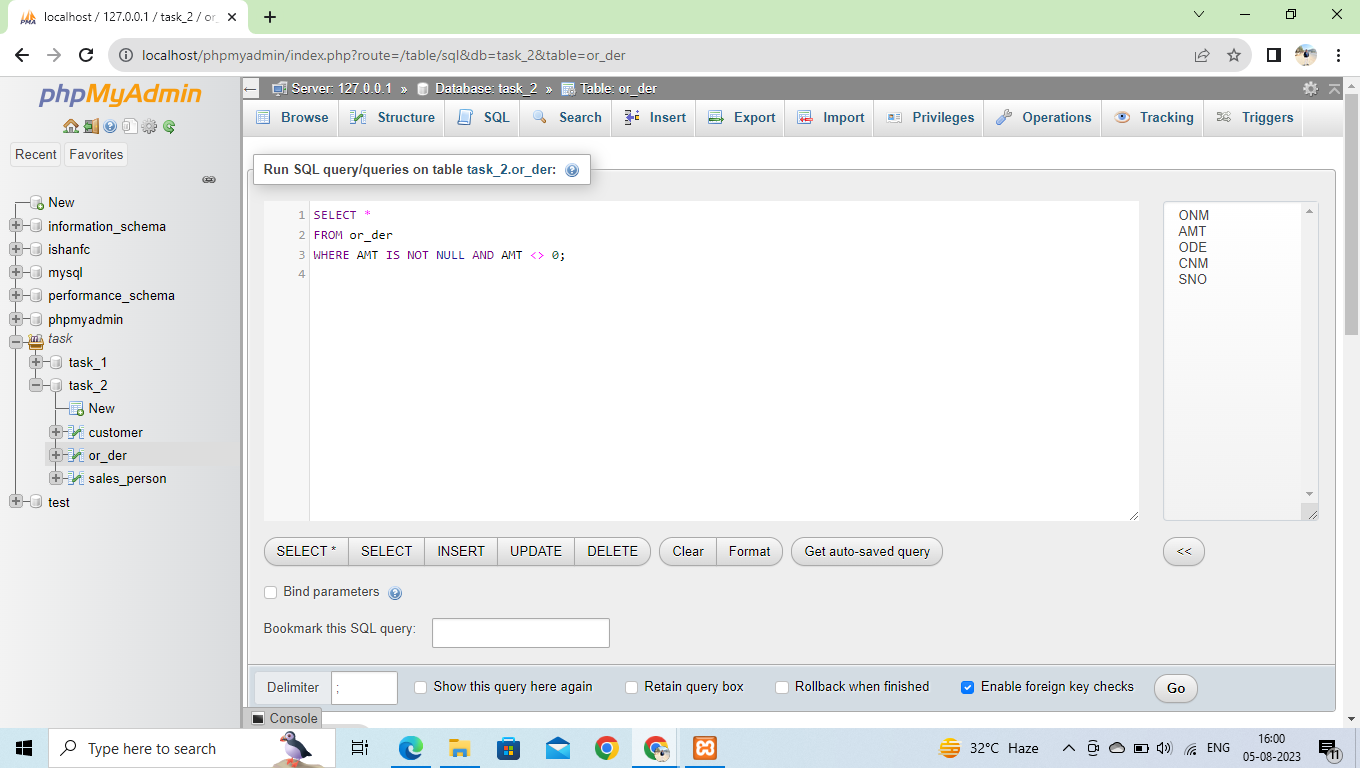 localhost / 127.0.0.1 / task_2 / or_
localhost/phpmyadmin/index.php?route=/table/sql&db=task_2&table=or_der
phpMyAdmin
Recent
Favorites
New
information_schema
ishanfc
mysql
performance_schema
phpmyadmin
task
task_1
task_2
New
customer
or_der
sales_person
test
Server: 127.0.0.1 » Database: task_2 » Table: or_der
Browse Structure SQL Search Insert Export Import Privileges Operations Tracking Triggers
Run SQL query/queries on table task_2.or_der:
1 SELECT *
2 FROM or_der
3 WHERE AMT IS NOT NULL AND AMT <> 0;
4
ONM
AMT
ODE
CNM
SNO
SELECT * SELECT INSERT UPDATE DELETE Clear Format Get auto-saved query <<
Bind parameters
Bookmark this SQL query:
Delimiter ; Show this query here again Retain query box Rollback when finished Enable foreign key checks Go
Console
Type here to search
32°C Haze
ENG
16:00
05-08-2023
11